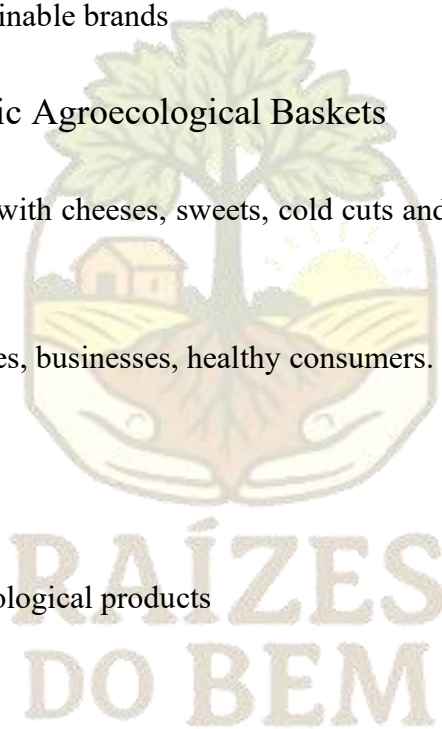 inable brands
ic Agroecological Baskets
with cheeses, sweets, cold cuts and
es, businesses, healthy consumers.
ological products
RAÍZES
DO BEM